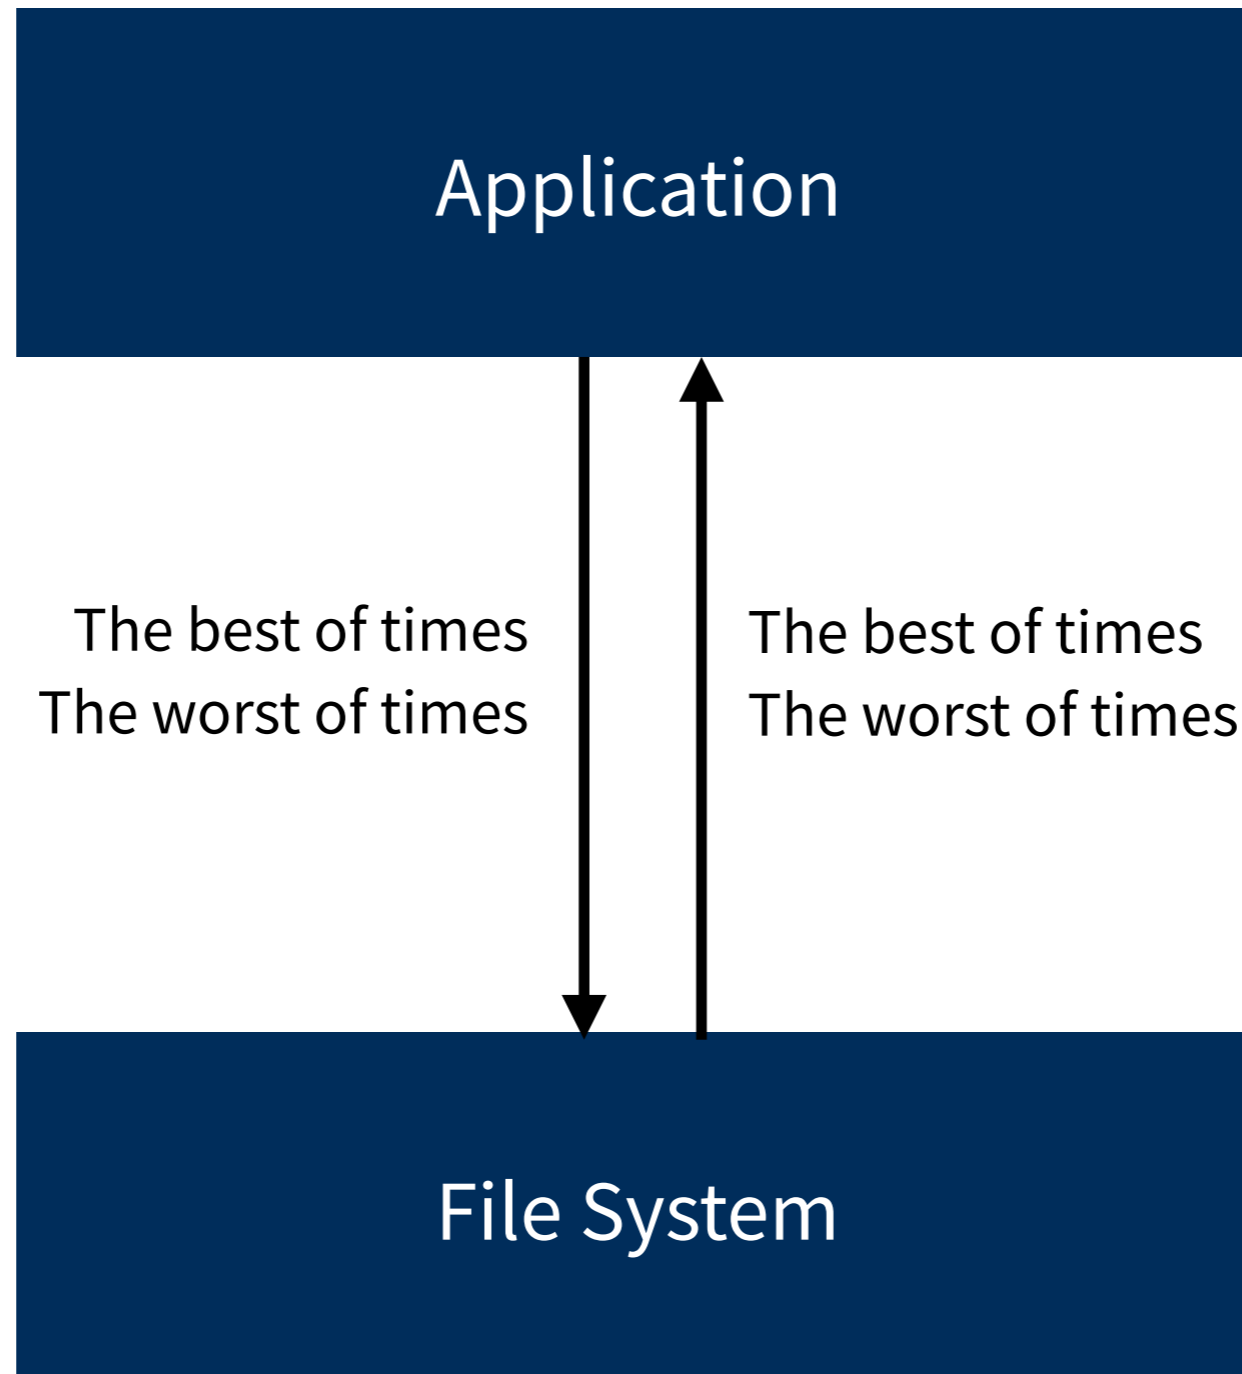 Application
The best of times
The worst of times
The best of times
The worst of times
File System